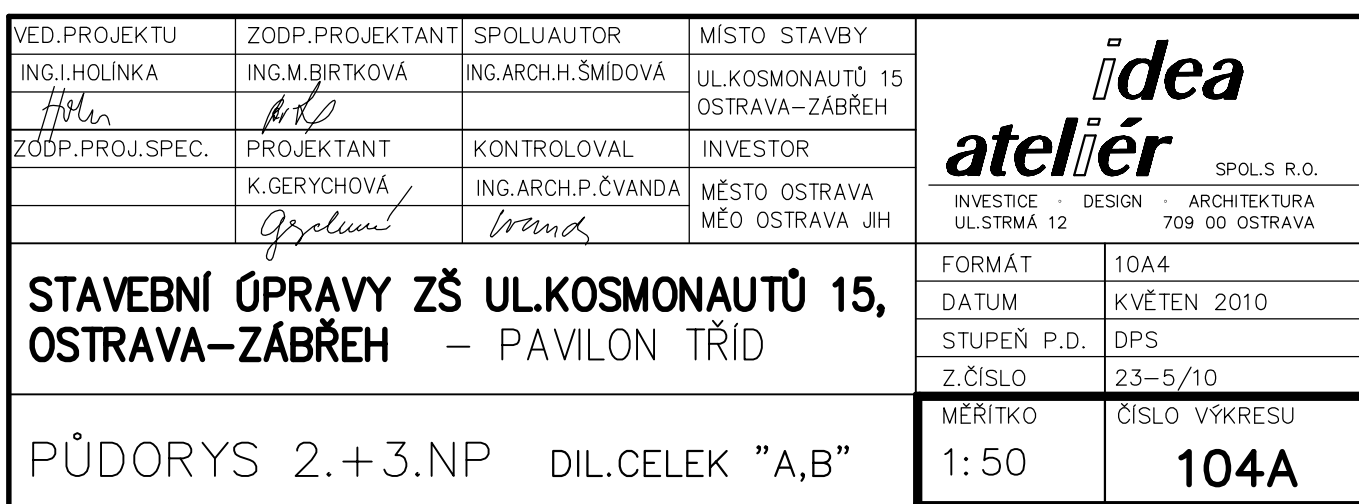 VED.PROJEKTU ZODP.PROJEKTANT SPOLUAUTOR MÍSTO STAVBY
ING.I.HOLÍNKA ING.M.BIRTKOVÁ ING.ARCH.H.ŠMÍDOVÁ UL.KOSMONAUTŮ 15
OSTRAVA-ZÁBŘEH
ZODP.PROJ.SPEC. PROJEKTANT KONTROLOVAL INVESTOR
K.GERYCHOVÁ ING.ARCH.P.ČVANDA MĚSTO OSTRAVA
MĚO OSTRAVA JIH
idea
ateliér SPOL.S R.O.
INVESTICE ◦ DESIGN ◦ ARCHITEKTURA
UL.STRMÁ 12 709 00 OSTRAVA
STAVEBNÍ ÚPRAVY ZŠ UL.KOSMONAUTŮ 15,
OSTRAVA-ZÁBŘEH - PAVILON TŘÍD
FORMÁT 10A4
DATUM KVĚTEN 2010
STUPEŇ P.D. DPS
Z.ČÍSLO 23-5/10
PŮDORYS 2.+3.NP DIL.CELEK "A,B"
MĚŘÍTKO ČÍSLO VÝKRESU
1:50 104A